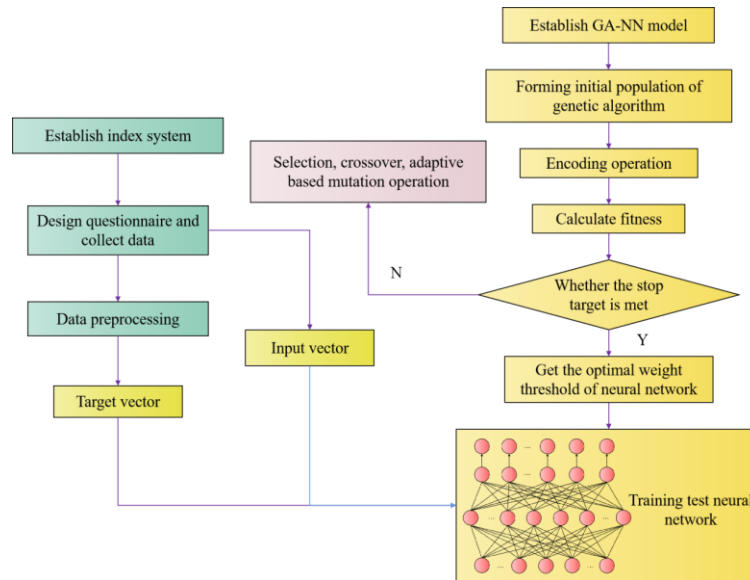 Establish GA-NN model
Forming initial population of
genetic algorithm
Establish index system
Selection, crossover, adaptive
based mutation operation
Encoding operation
Design questionnaire and
collect data
Calculate fitness
N
Whether the stop
target is met
Data preprocessing
Input vector
Y
Get the optimal weight
threshold of neural network
Target vector
...
...
Training test neural
network
...
...
...
...